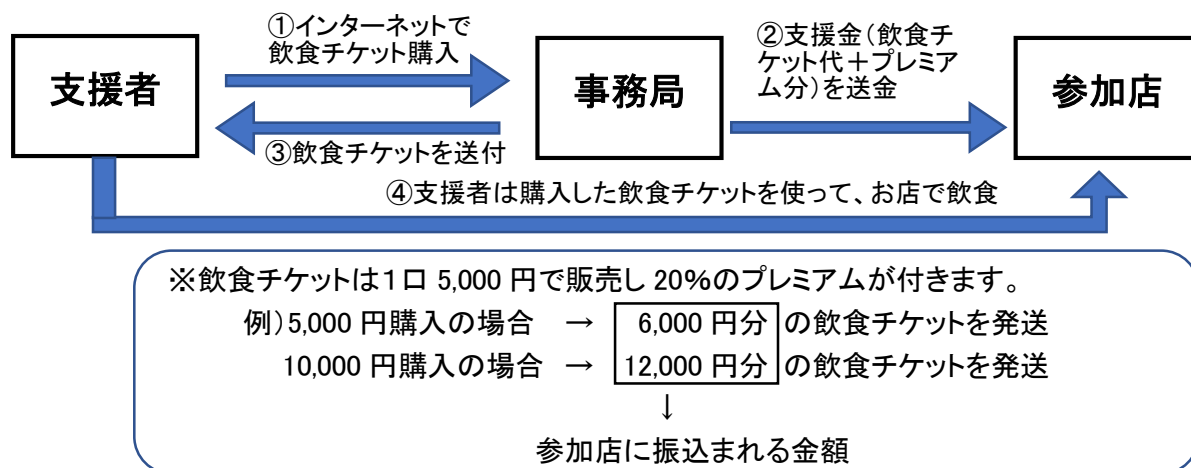 ①インターネットで
飲食チケット購入
②支援金（飲食チ
ケット代＋プレミア
ム分）を送金
支援者
事務局
参加店
③飲食チケットを送付
④支援者は購入した飲食チケットを使って、お店で飲食
※飲食チケットは１口 5,000 円で販売し 20%のプレミアムが付きます。
例）5,000 円購入の場合 → 6,000 円分 の飲食チケットを発送
10,000 円購入の場合 → 12,000 円分 の飲食チケットを発送
↓
参加店に振込まれる金額